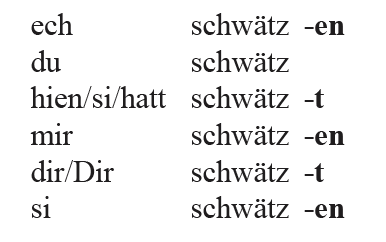 ech schwätz -en
du schwätz
hien/si/hatt schwätz -t
mir schwätz -en
dir/Dir schwätz -t
si schwätz -en